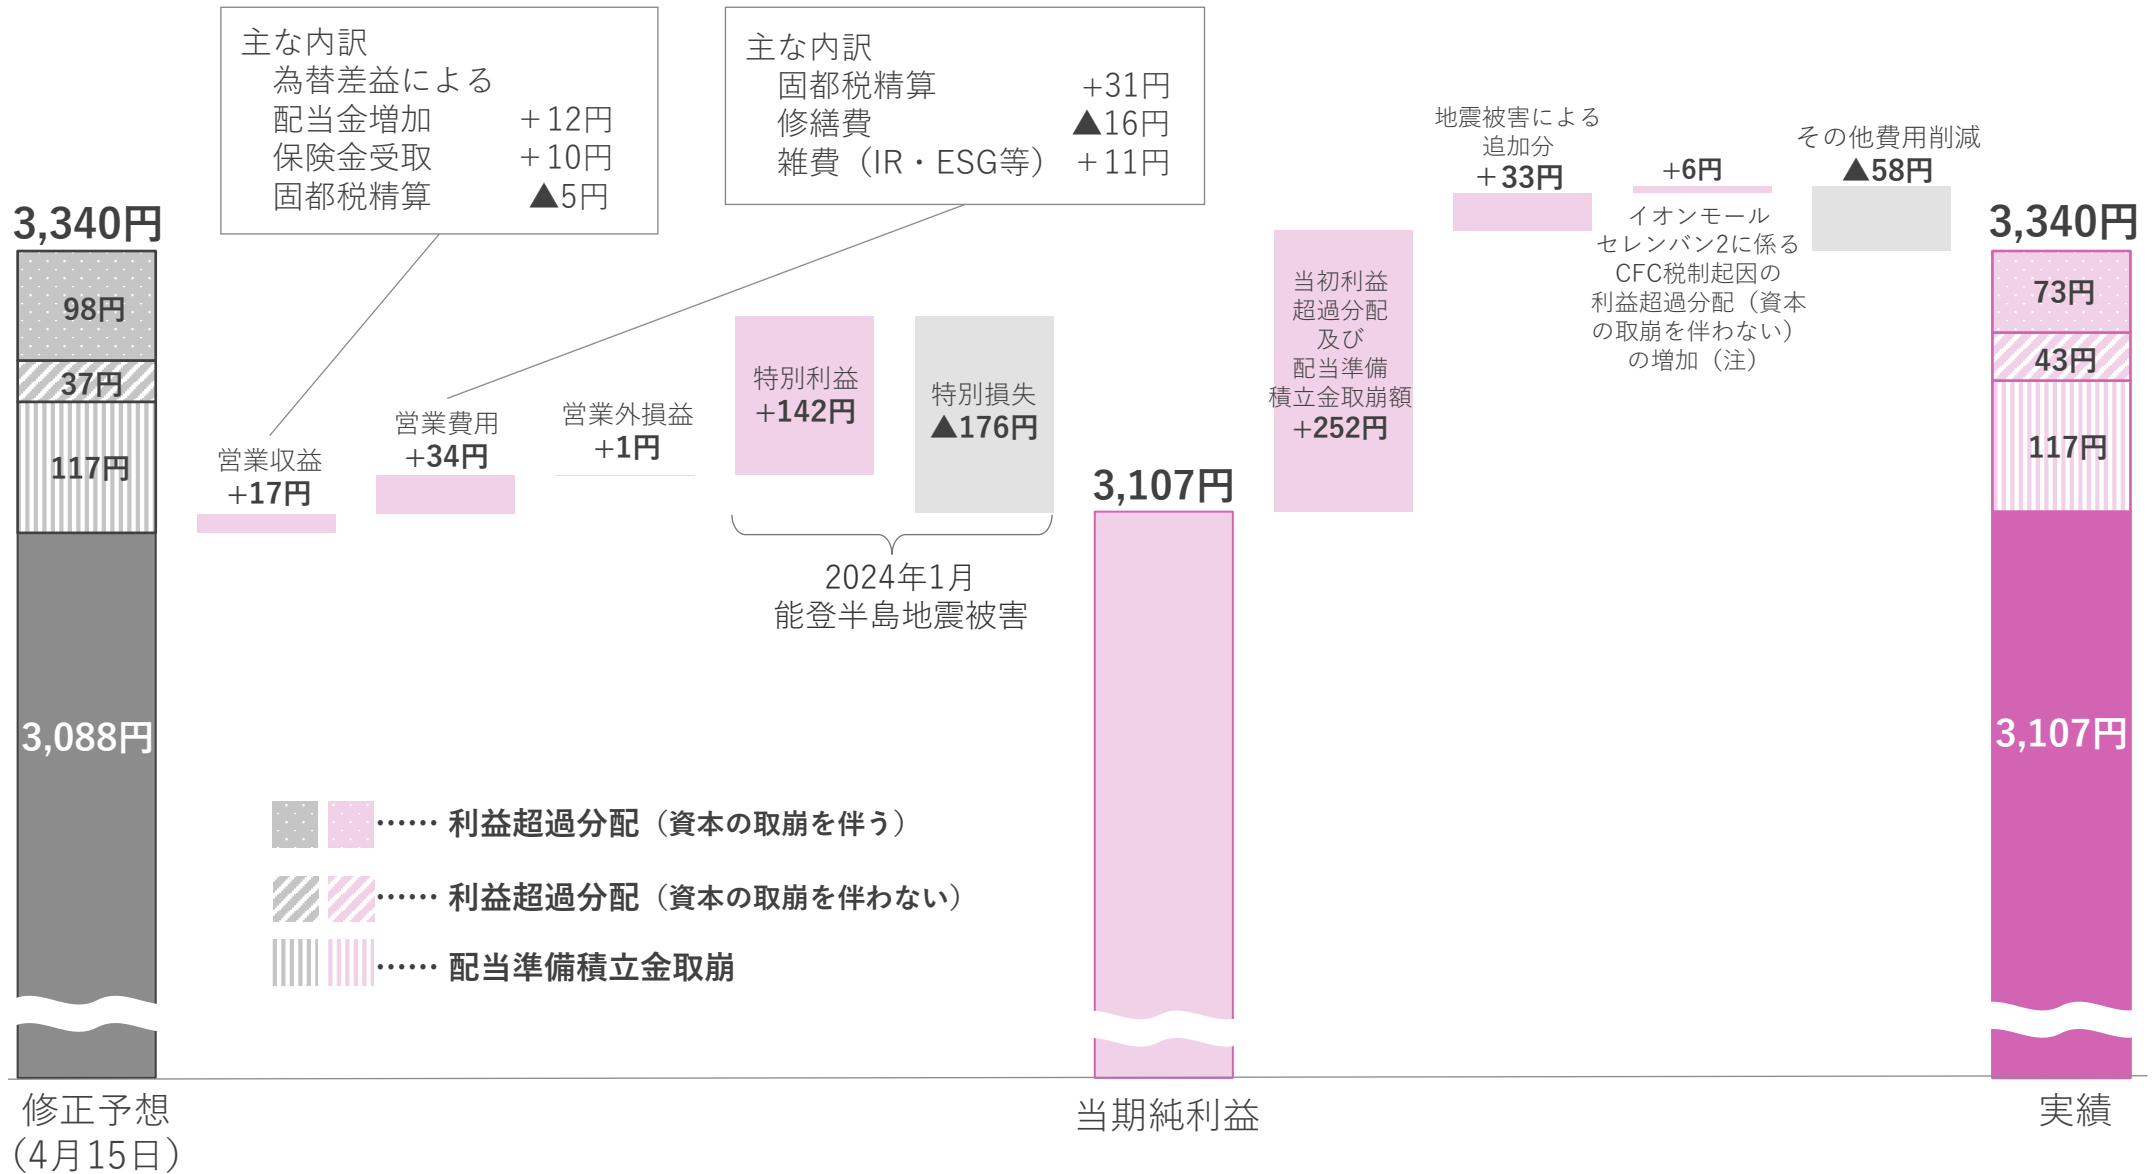 主な内訳
為替差益による
配当金増加 +12円
保険金受取 +10円
固都税精算 ▲5円
主な内訳
固都税精算 +31円
修繕費 ▲16円
雑費（IR・ESG等） +11円
3,340円
98円
37円
117円
3,088円
修正予想
(4月15日)
営業収益
+17円
営業費用
+34円
営業外損益
+1円
特別利益
+142円
特別損失
▲176円
2024年1月
能登半島地震被害
3,107円
当期純利益
当初利益
超過分配
及び
配当準備
積立金取崩額
+252円
地震被害による
追加分
+33円
+6円
イオンモール
セレンバン2に係る
CFC税制起因の
利益超過分配（資本
の取崩を伴わない）
の増加（注）
その他費用削減
▲58円
3,340円
73円
43円
117円
3,107円
実績
…… 利益超過分配（資本の取崩を伴う）
…… 利益超過分配（資本の取崩を伴わない）
…… 配当準備積立金取崩